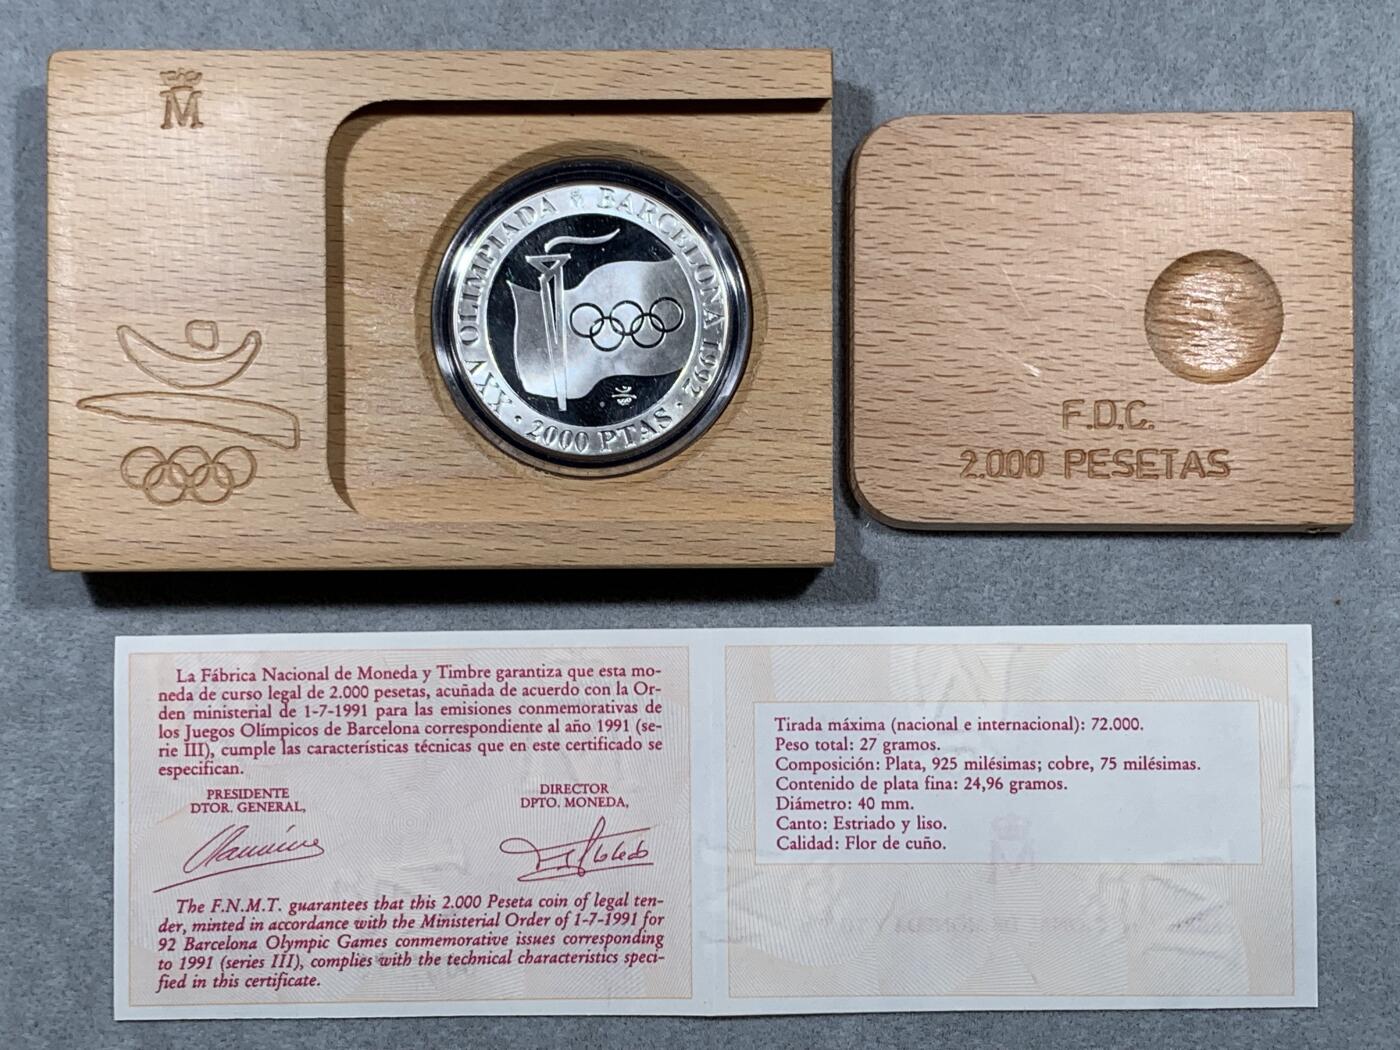 M
XXV OLIMPIADA BARCELONA 1992 · 2000 PTAS ·
F.D.C.
2.000 PESETAS
La Fábrica Nacional de Moneda y Timbre garantiza que esta mo-
neda de curso legal de 2.000 pesetas, acuñada de acuerdo con la Or-
den ministerial de 1-7-1991 para las emisiones conmemorativas de
los Juegos Olímpicos de Barcelona correspondiente al año 1991 (se-
rie III), cumple las características técnicas que en este certificado se
especifican.
PRESIDENTE
DTOR. GENERAL,
DIRECTOR
DPTO. MONEDA,
The F.N.M.T. guarantees that this 2.000 Peseta coin of legal ten-
der, minted in accordance with the Ministerial Order of 1-7-1991 for
92 Barcelona Olympic Games conmemorative issues corresponding
to 1991 (series III), complies with the technical characteristics speci-
fied in this certificate.
Tirada máxima (nacional e internacional): 72.000.
Peso total: 27 gramos.
Composición: Plata, 925 milésimas; cobre, 75 milésimas.
Contenido de plata fina: 24,96 gramos.
Diámetro: 40 mm.
Canto: Estriado y liso.
Calidad: Flor de cuño.